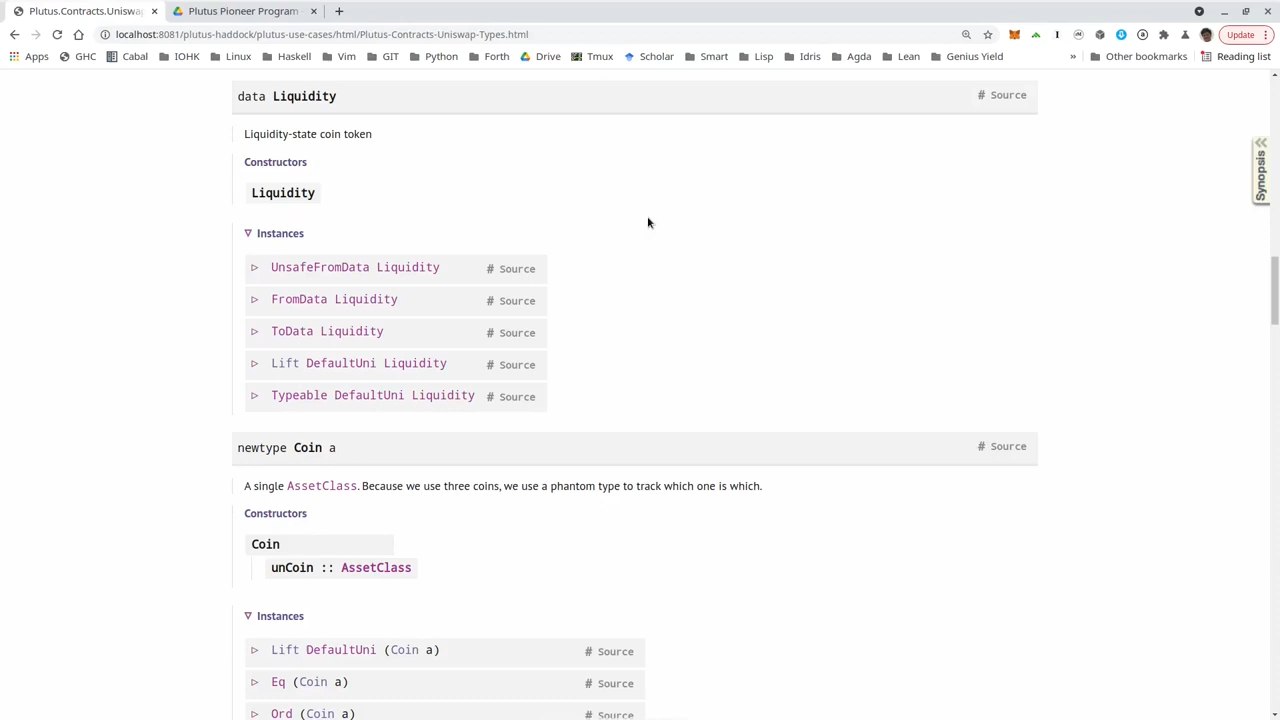 Plutus.Contracts.Uniswa
Plutus Pioneer Program
localhost:8081/plutus-haddock/plutus-use-cases/html/Plutus-Contracts-Uniswap-Types.html
Update
Apps GHC Cabal IOHK Linux Haskell Vim GIT Python Forth Drive Tmux Scholar Smart Lisp Idris Agda Lean Genius Yield » Other bookmarks Reading list
data Liquidity # Source
Liquidity-state coin token
Constructors
Liquidity
▽ Instances
▷ UnsafeFromData Liquidity # Source
▷ FromData Liquidity # Source
▷ ToData Liquidity # Source
▷ Lift DefaultUni Liquidity # Source
▷ Typeable DefaultUni Liquidity # Source
newtype Coin a # Source
A single AssetClass. Because we use three coins, we use a phantom type to track which one is which.
Constructors
Coin
unCoin :: AssetClass
▽ Instances
▷ Lift DefaultUni (Coin a) # Source
▷ Eq (Coin a) # Source
▷ Ord (Coin a) # Source
Synopsis